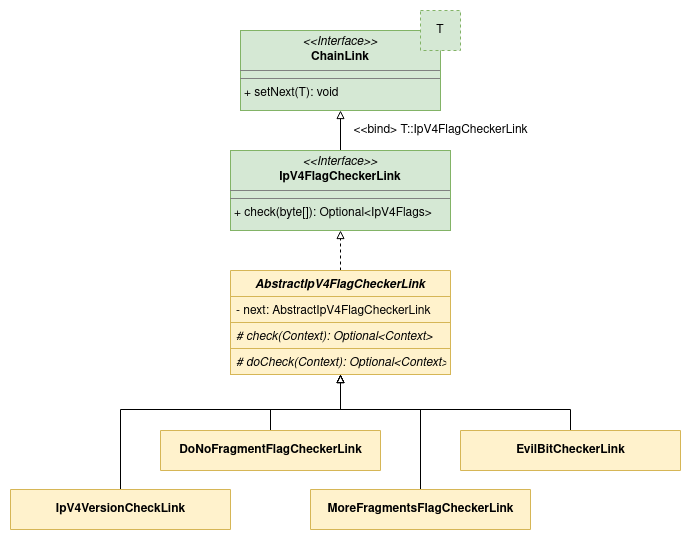 T
<<Interface>>
ChainLink
+ setNext(T): void
<<bind> T::IpV4FlagCheckerLink
<<Interface>>
IpV4FlagCheckerLink
+ check(byte[]): Optional<IpV4Flags>
AbstractIpV4FlagCheckerLink
- next: AbstractIpV4FlagCheckerLink
# check(Context): Optional<Context>
# doCheck(Context): Optional<Context>
DoNoFragmentFlagCheckerLink
EvilBitCheckerLink
IpV4VersionCheckLink
MoreFragmentsFlagCheckerLink